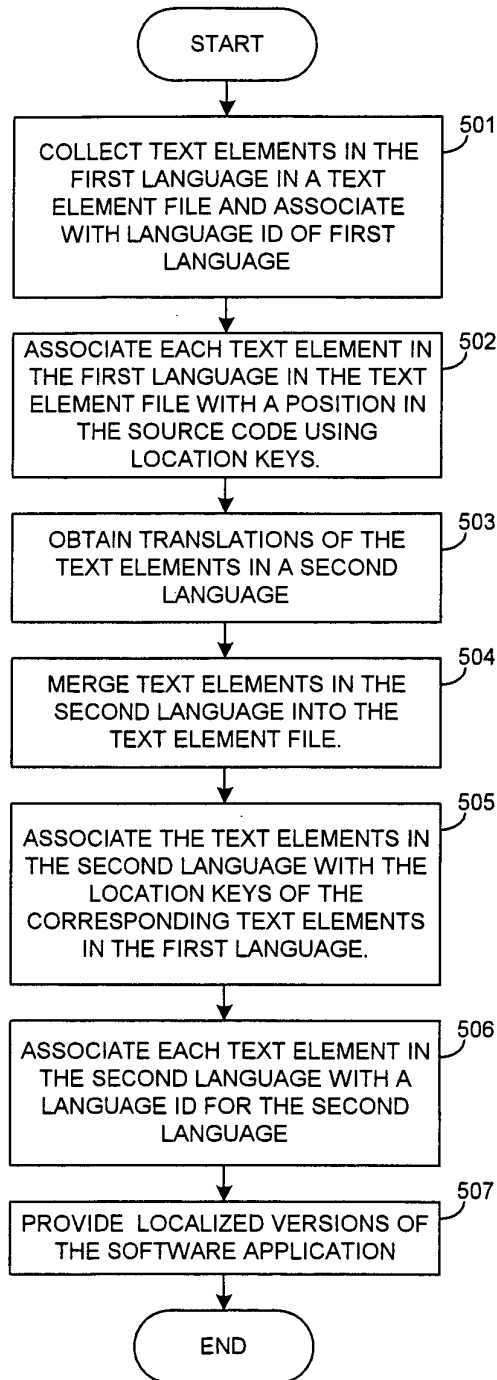 START
501
COLLECT TEXT ELEMENTS IN THE
FIRST LANGUAGE IN A TEXT
ELEMENT FILE AND ASSOCIATE
WITH LANGUAGE ID OF FIRST
LANGUAGE
502
ASSOCIATE EACH TEXT ELEMENT IN
THE FIRST LANGUAGE IN THE TEXT
ELEMENT FILE WITH A POSITION IN
THE SOURCE CODE USING
LOCATION KEYS.
503
OBTAIN TRANSLATIONS OF THE
TEXT ELEMENTS IN A SECOND
LANGUAGE
504
MERGE TEXT ELEMENTS IN THE
SECOND LANGUAGE INTO THE
TEXT ELEMENT FILE.
505
ASSOCIATE THE TEXT ELEMENTS IN
THE SECOND LANGUAGE WITH THE
LOCATION KEYS OF THE
CORRESPONDING TEXT ELEMENTS
IN THE FIRST LANGUAGE.
506
ASSOCIATE EACH TEXT ELEMENT IN
THE SECOND LANGUAGE WITH A
LANGUAGE ID FOR THE SECOND
LANGUAGE
507
PROVIDE LOCALIZED VERSIONS OF
THE SOFTWARE APPLICATION
END